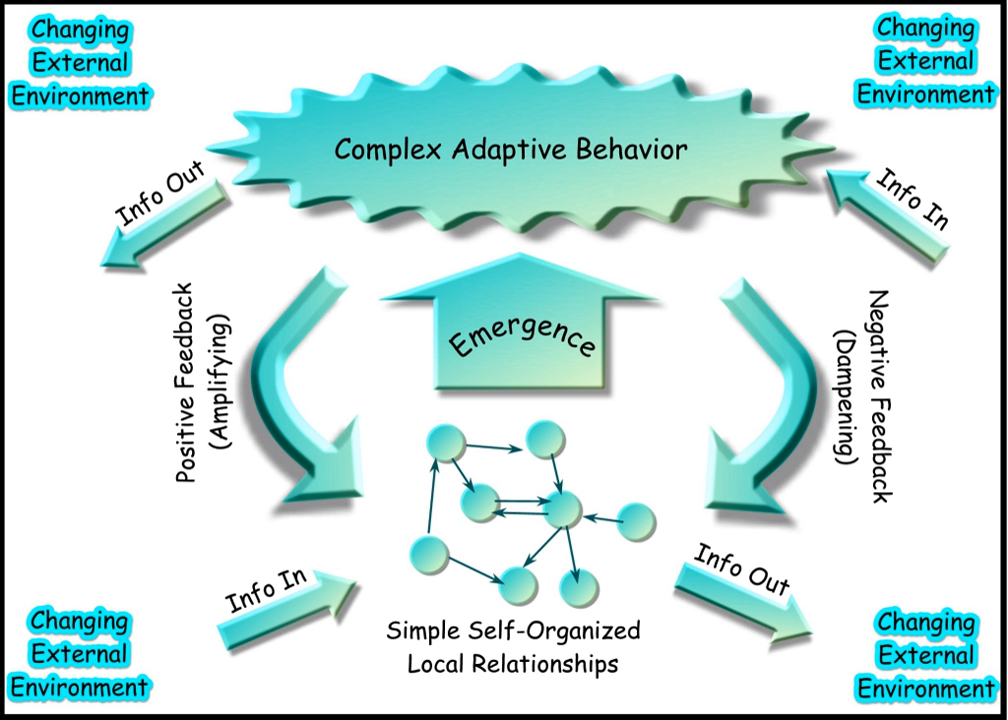 Changing
External
Environment
Changing
External
Environment
Complex Adaptive Behavior
Info Out
Info In
Emergence
Positive Feedback
(Amplifying)
Negative Feedback
(Dampening)
Info In
Info Out
Simple Self-Organized
Local Relationships
Changing
External
Environment
Changing
External
Environment